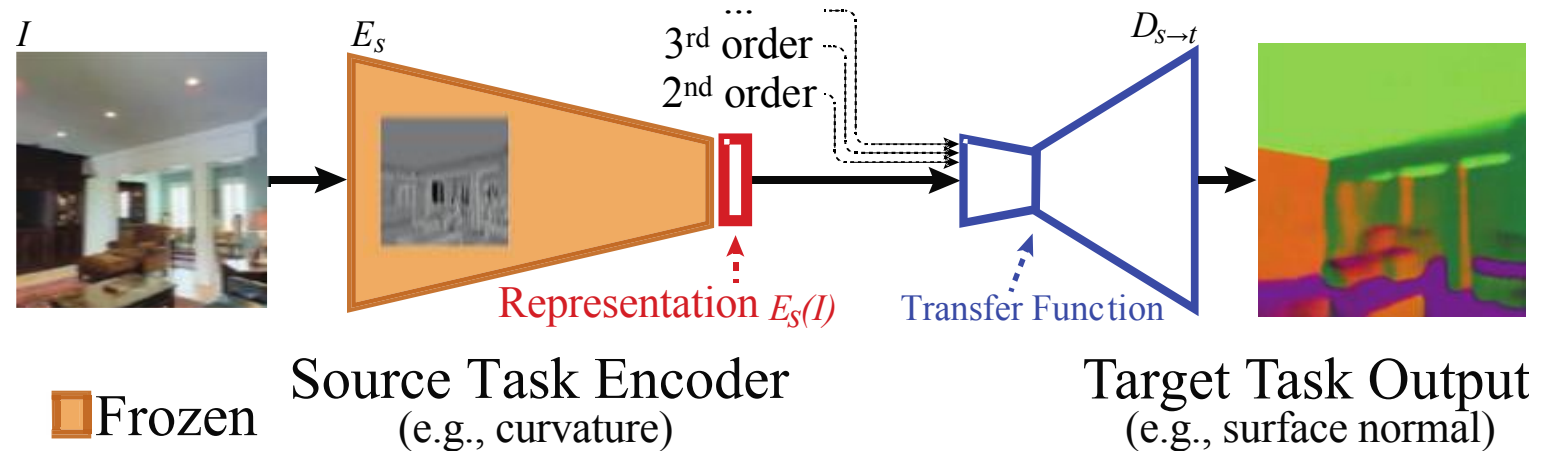 I
E_s
...
3rd order
2nd order
D_{s→t}
Representation E_s(I)
Transfer Function
Source Task Encoder
(e.g., curvature)
Target Task Output
(e.g., surface normal)
Frozen